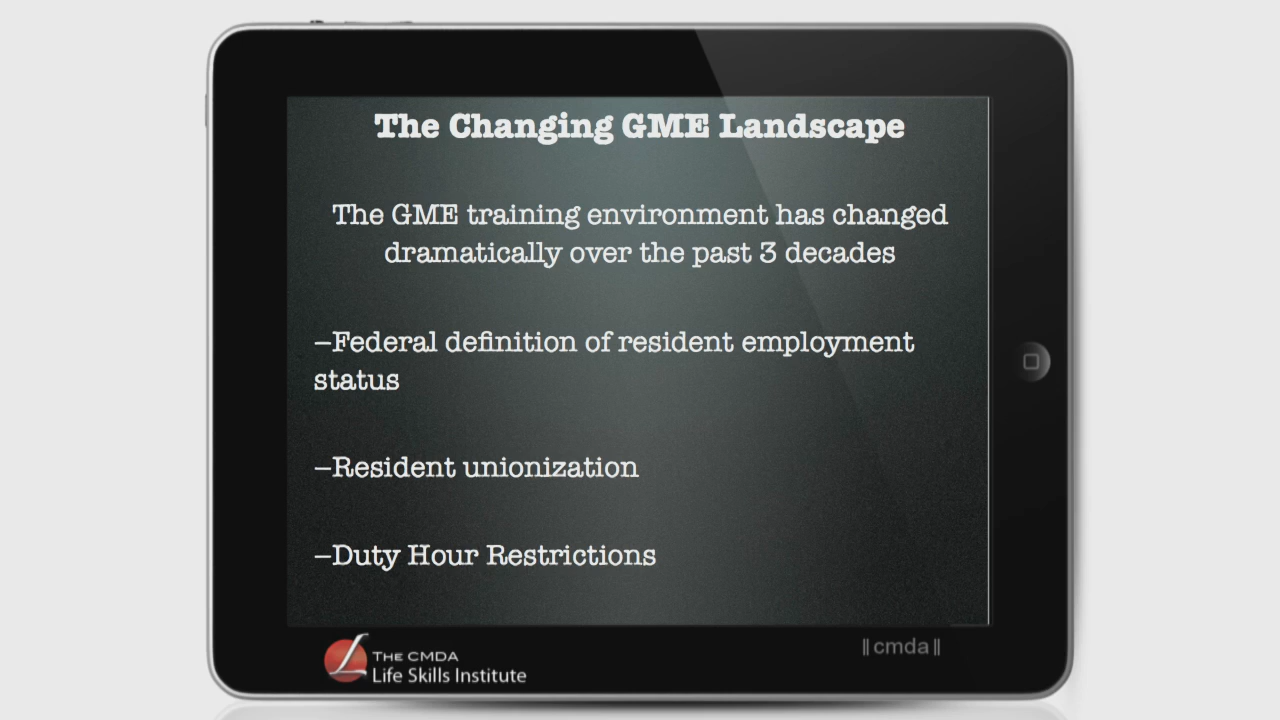 The Changing GME Landscape
The GME training environment has changed
dramatically over the past 3 decades
–Federal definition of resident employment
status
–Resident unionization
–Duty Hour Restrictions
THE CMDA
Life Skills Institute
||cmda||